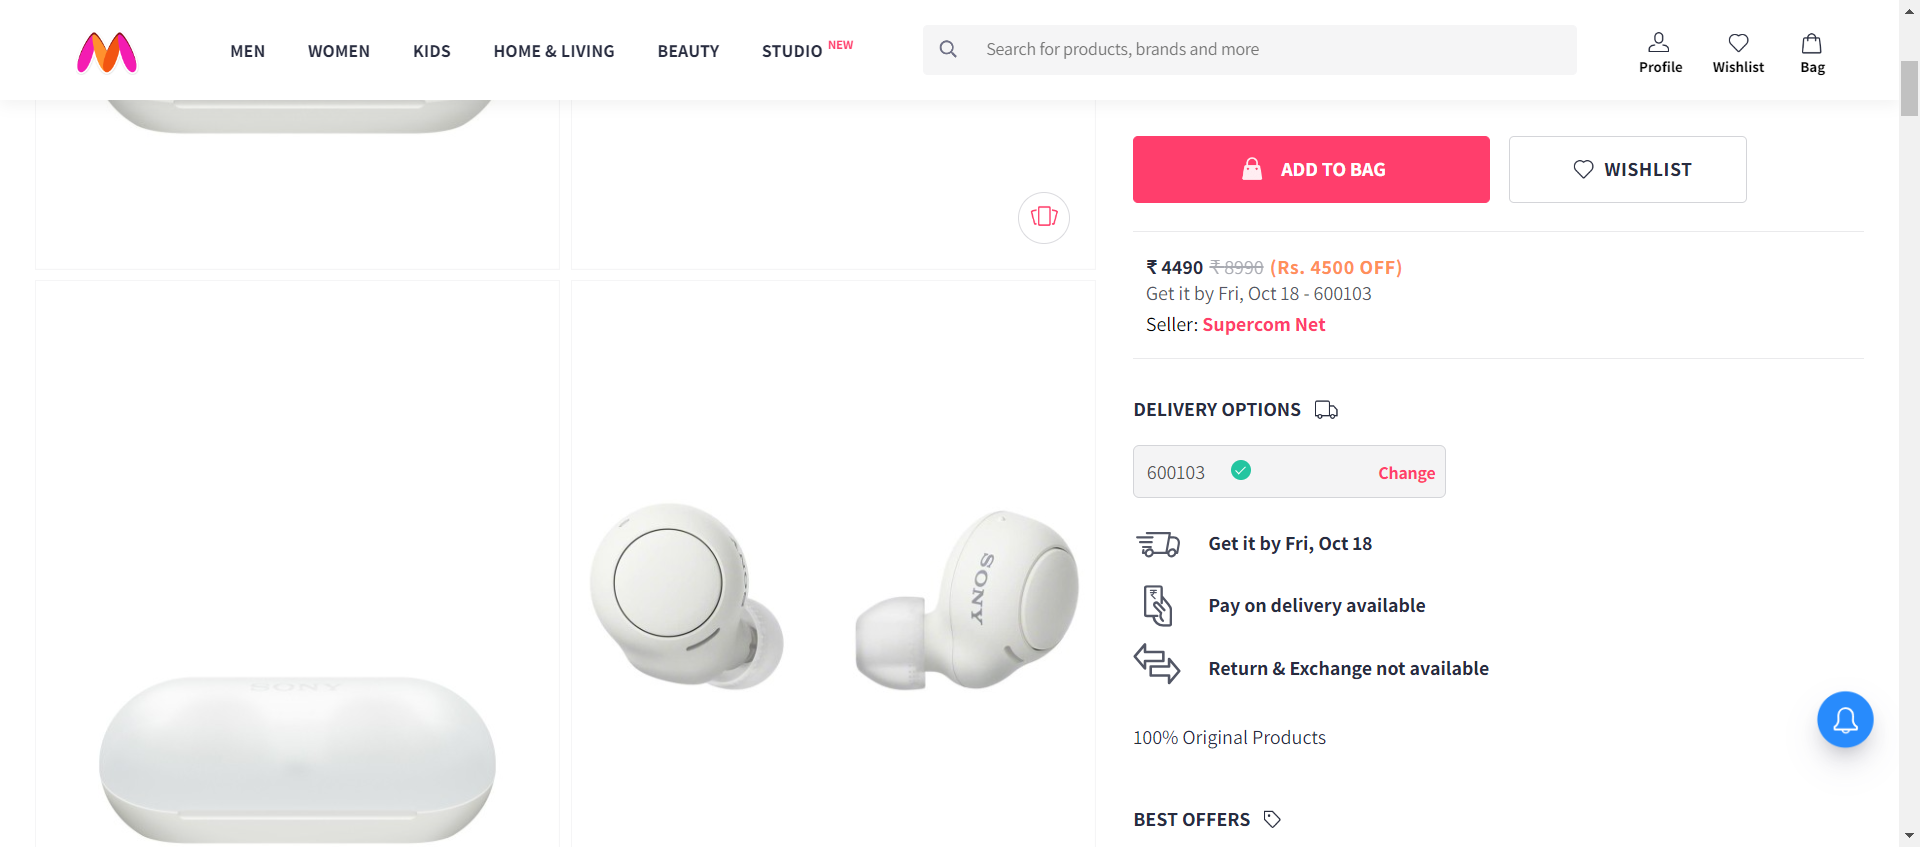 MEN
WOMEN
KIDS
HOME & LIVING
BEAUTY
STUDIO NEW
Search for products, brands and more
Profile
Wishlist
Bag
ADD TO BAG
WISHLIST
₹ 4490 ₹ 8990 (Rs. 4500 OFF)
Get it by Fri, Oct 18 - 600103
Seller: Supercom Net
DELIVERY OPTIONS
600103
Change
Get it by Fri, Oct 18
Pay on delivery available
Return & Exchange not available
100% Original Products
BEST OFFERS
SONY
SONY